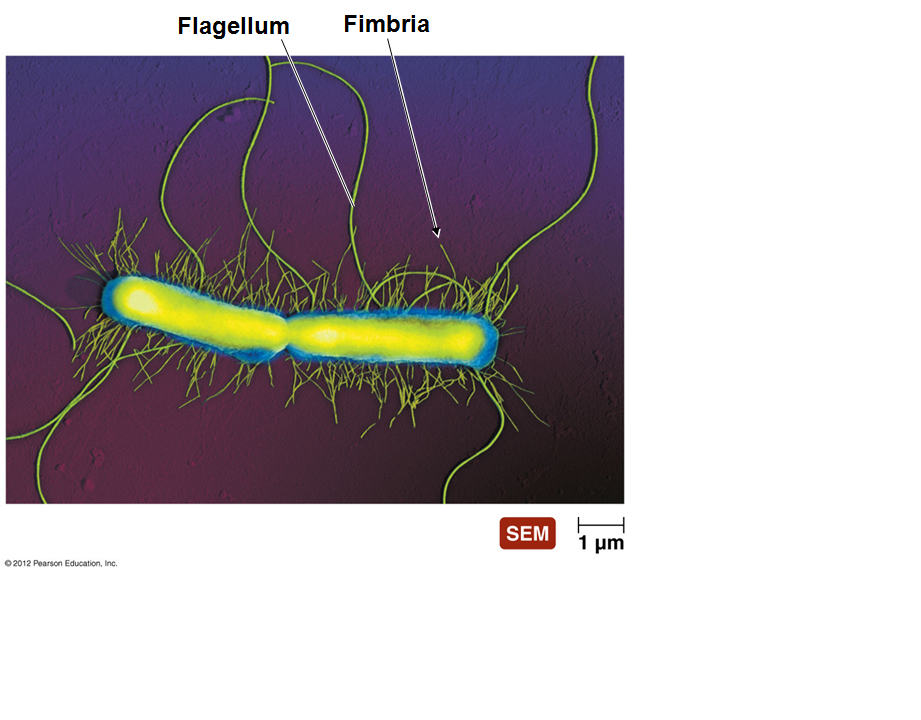 Flagellum
Fimbria
SEM
1 µm
© 2012 Pearson Education, Inc.